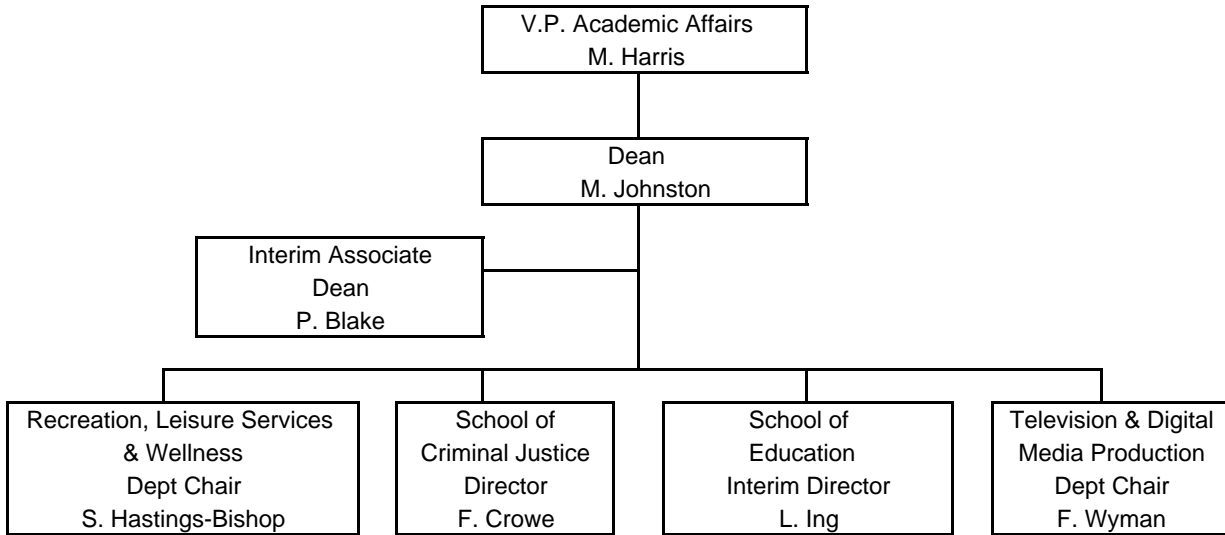 V.P. Academic Affairs
M. Harris
Dean
M. Johnston
Interim Associate
Dean
P. Blake
Recreation, Leisure Services
& Wellness
Dept Chair
S. Hastings-Bishop
School of
Criminal Justice
Director
F. Crowe
School of
Education
Interim Director
L. Ing
Television & Digital
Media Production
Dept Chair
F. Wyman